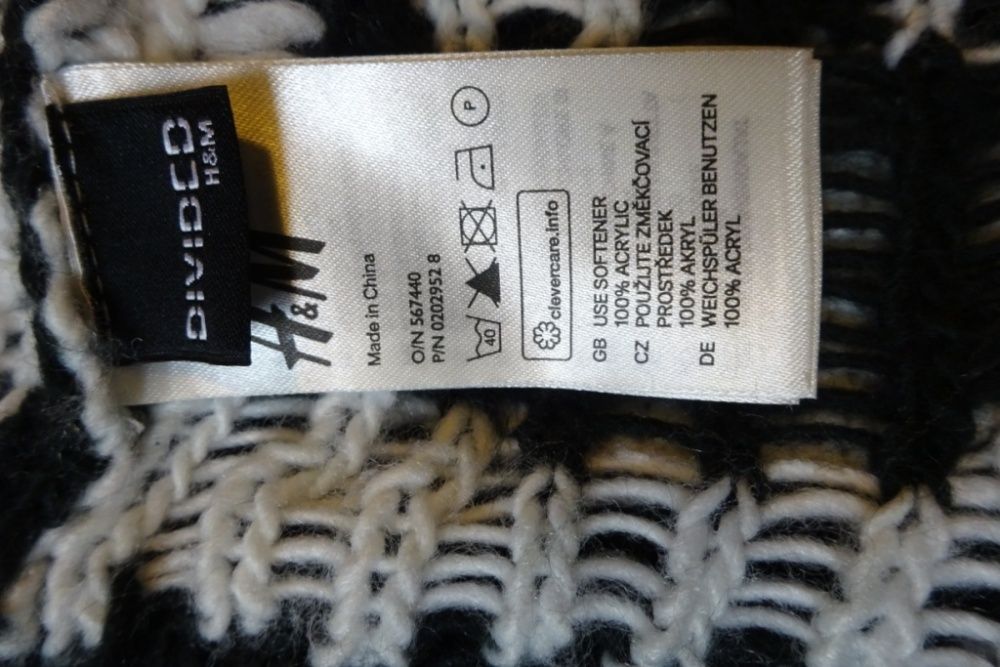 DIVIDED
H&M
H&M
Made in China
O/N 567440
P/N 0202952 8
40
P
clevercare.info
GB USE SOFTENER
100% ACRYLIC
CZ POUŽIJTE ZMĚKČOVACÍ
PROSTŘEDEK
100% AKRYL
DE WEICHSPÜLER BENUTZEN
100% ACRYL